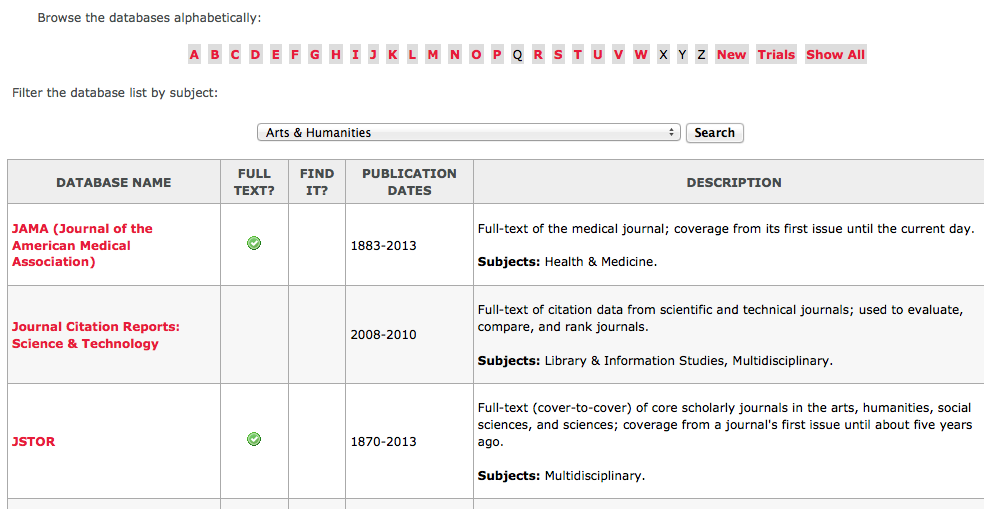 Browse the databases alphabetically:
A B C D E F G H I J K L M N O P Q R S T U V W X Y Z New Trials Show All
Filter the database list by subject:
Arts & Humanities Search
DATABASE NAME
FULL
TEXT?
FIND
IT?
PUBLICATION
DATES
DESCRIPTION
JAMA (Journal of the
American Medical
Association)
1883-2013
Full-text of the medical journal; coverage from its first issue until the current day.
Subjects: Health & Medicine.
Journal Citation Reports:
Science & Technology
2008-2010
Full-text of citation data from scientific and technical journals; used to evaluate,
compare, and rank journals.
Subjects: Library & Information Studies, Multidisciplinary.
JSTOR
1870-2013
Full-text (cover-to-cover) of core scholarly journals in the arts, humanities, social
sciences, and sciences; coverage from a journal's first issue until about five years
ago.
Subjects: Multidisciplinary.